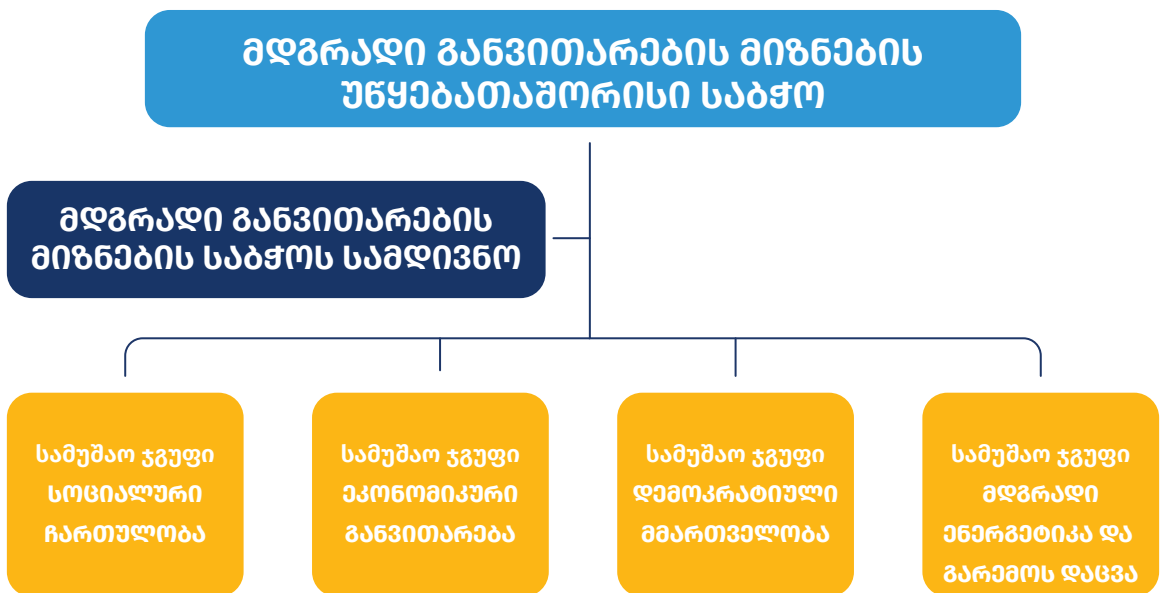 მდგრადი განვითარების მიზნების
უწყებათაშორისი საბჭო
მდგრადი განვითარების
მიზნების საბჭოს სამდივნო
სამუშაო ჯგუფი
სოციალური
ჩართულობა
სამუშაო ჯგუფი
ეკონომიკური
განვითარება
სამუშაო ჯგუფი
დემოკრატიული
მმართველობა
სამუშაო ჯგუფი
მდგრადი
ენერგეტიკა და
გარემოს დაცვა